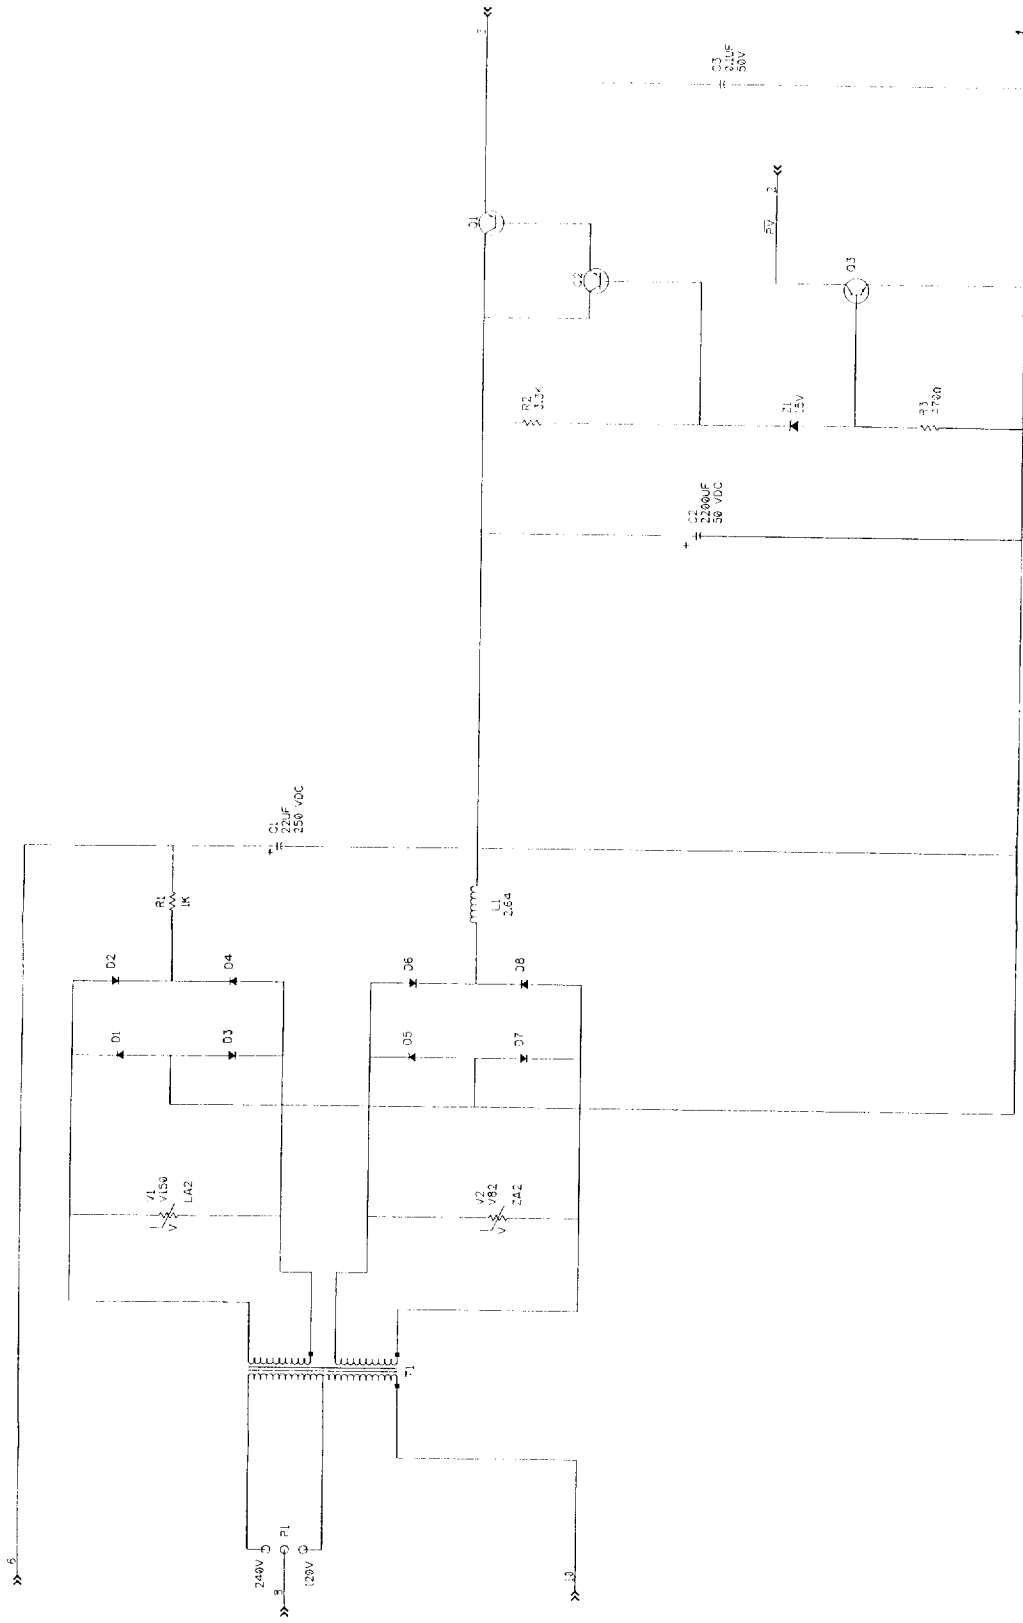 6
240V
P1
8
120V
10
T1
V1
V150
LA2
V2
V82
ZA2
D1
D2
D3
D4
D5
D6
D7
D8
R1
1K
+
C1
22UF
250 VDC
L1
2.64
+
C2
2200UF
50 VDC
R2
3.3K
Z1
15V
R3
Q1
Q2
Q3
PV
2
C3
0.1UF
50V